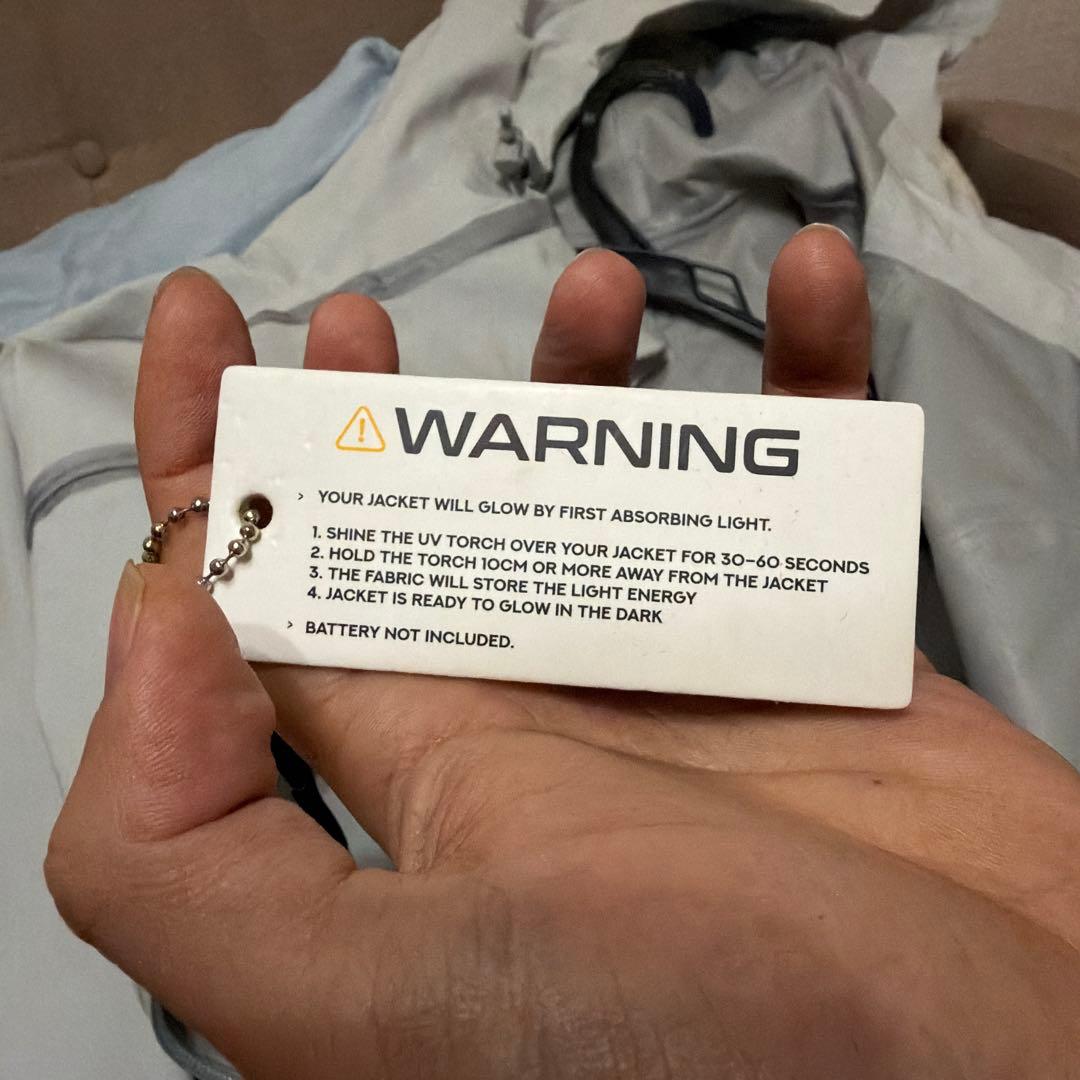 WARNING
> YOUR JACKET WILL GLOW BY FIRST ABSORBING LIGHT.
1. SHINE THE UV TORCH OVER YOUR JACKET FOR 30–60 SECONDS
2. HOLD THE TORCH 10CM OR MORE AWAY FROM THE JACKET
3. THE FABRIC WILL STORE THE LIGHT ENERGY
4. JACKET IS READY TO GLOW IN THE DARK
> BATTERY NOT INCLUDED.